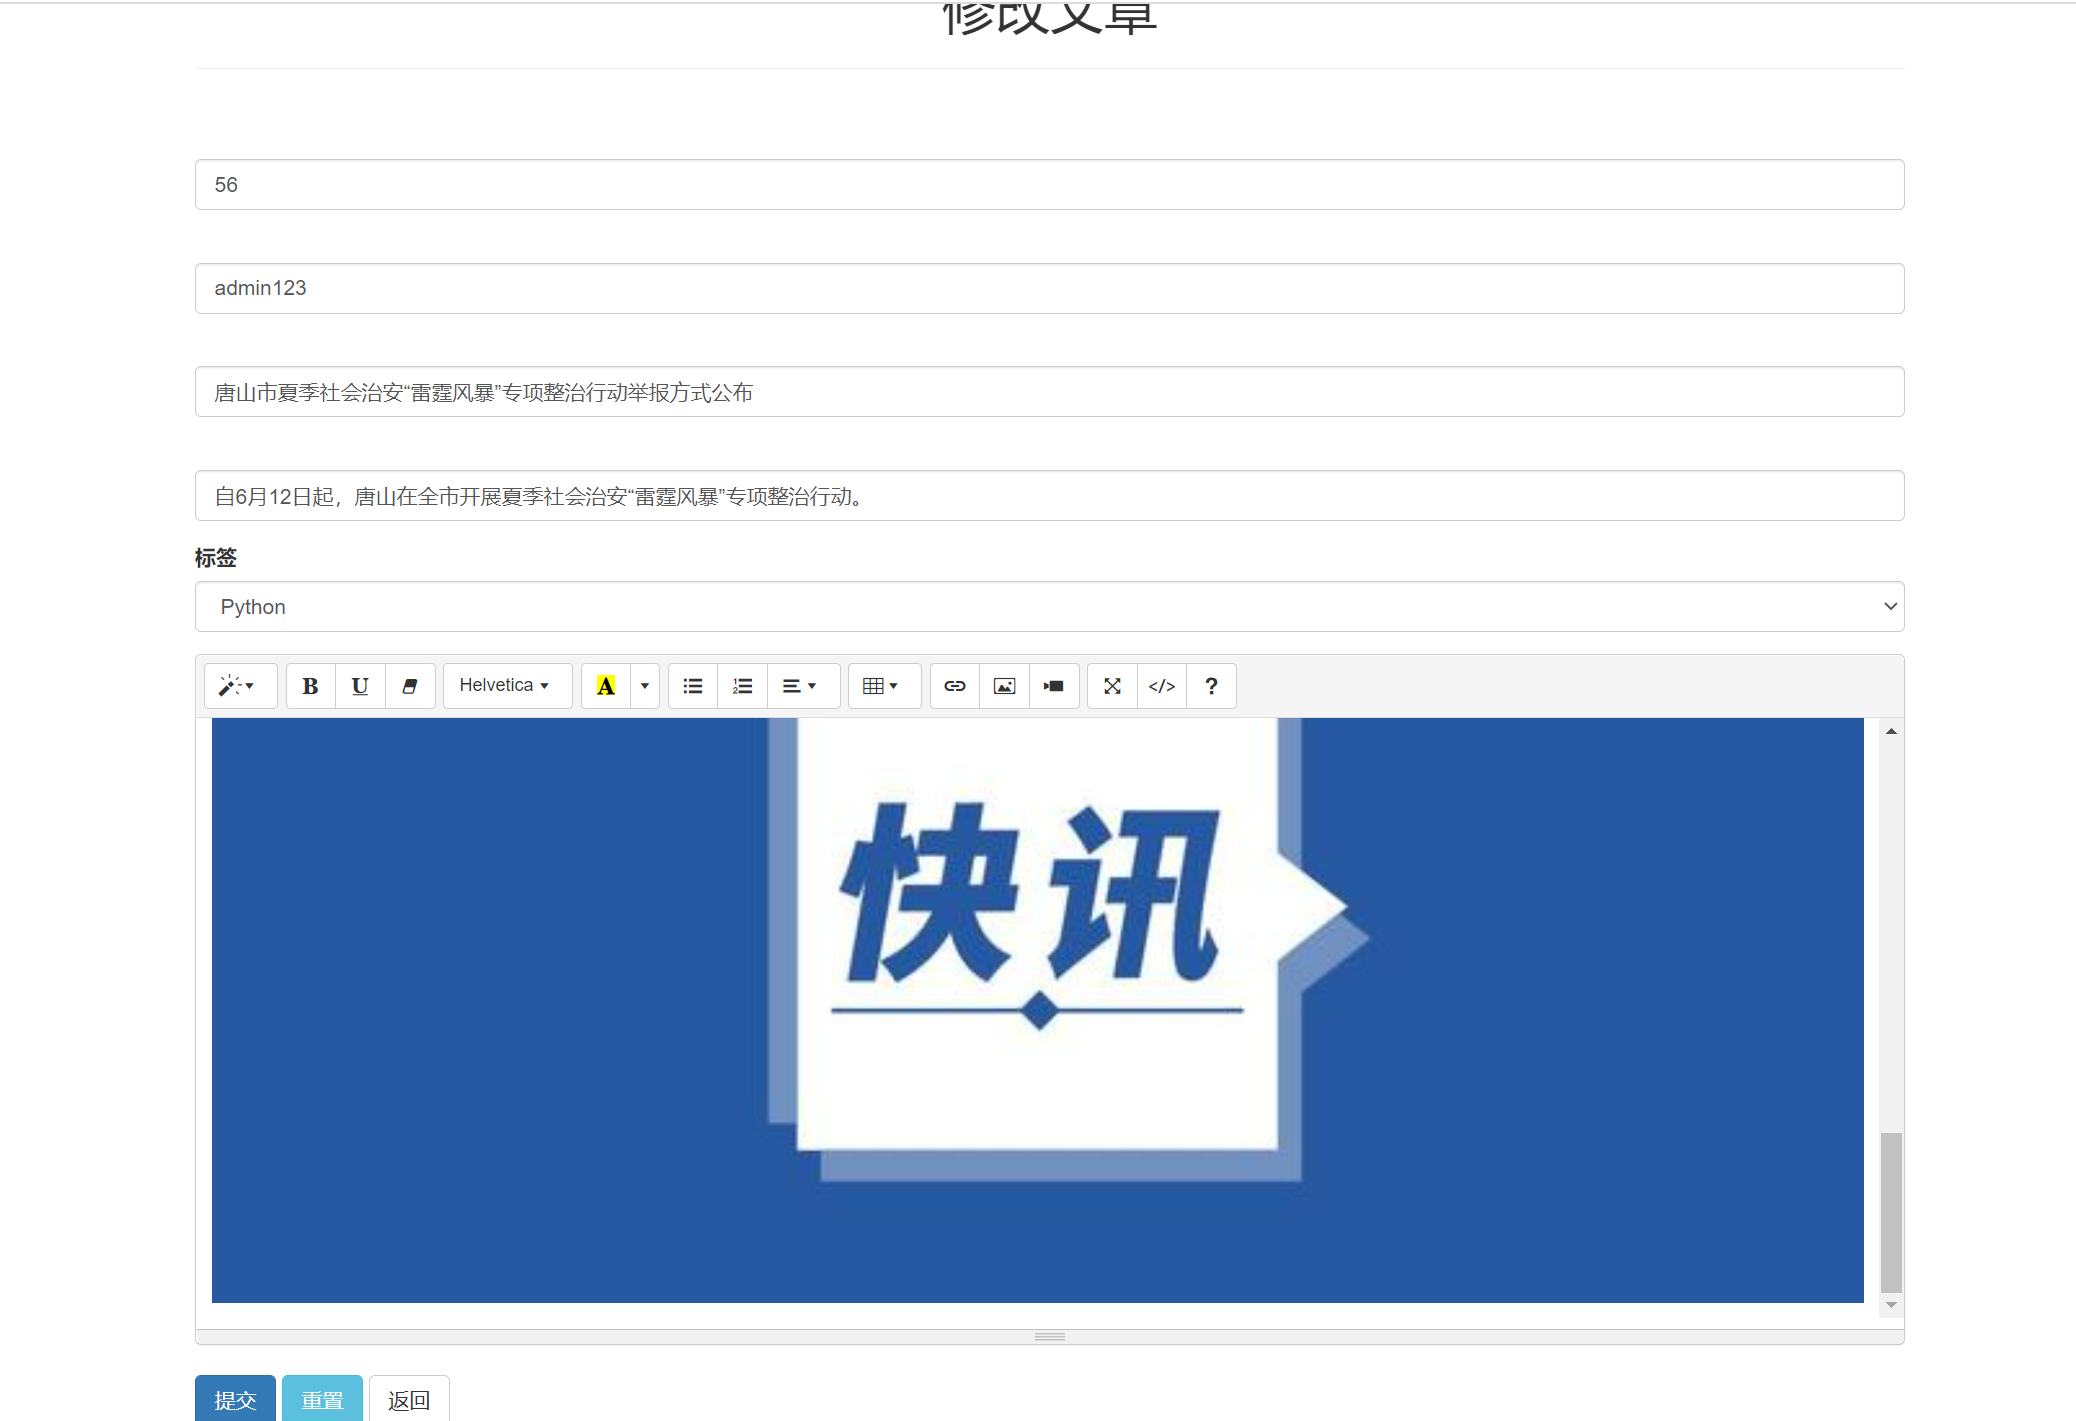 修改文章
56
admin123
唐山市夏季社会治安“雷霆风暴”专项整治行动举报方式公布
自6月12日起，唐山在全市开展夏季社会治安“雷霆风暴”专项整治行动。
标签
Python
B U Helvetica A </> ?
快讯
提交 重置 返回